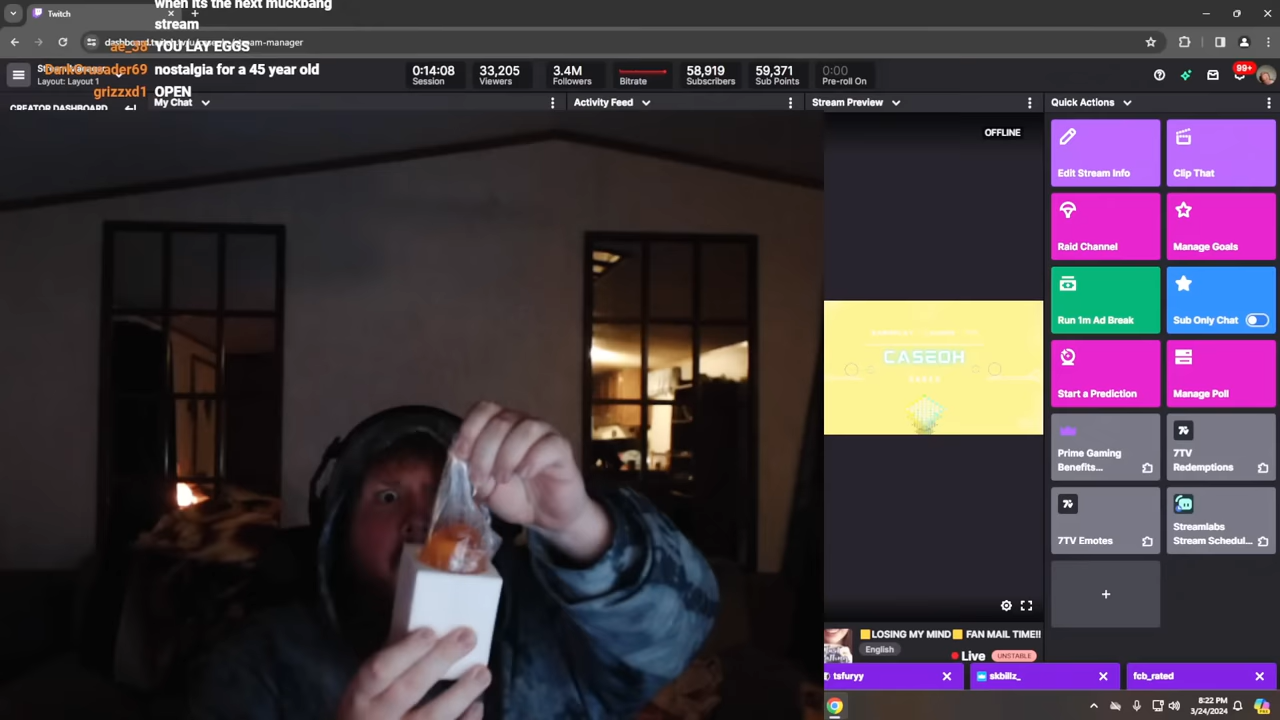 when its the next muckbang
stream
YOU LAY EGGS
nostalgia for a 45 year old
grizzxd1 OPEN
Twitch
Layout: Layout 1
CREATOR DASHBOARD
My Chat
Activity Feed
Stream Preview
Quick Actions
0:14:08
Session
33,205
Viewers
3.4M
Followers
Bitrate
58,919
Subscribers
59,371
Sub Points
0:00
Pre-roll On
99+
OFFLINE
CASEOH
Edit Stream Info
Clip That
Raid Channel
Manage Goals
Run 1m Ad Break
Sub Only Chat
Start a Prediction
Manage Poll
Prime Gaming
Benefits...
7TV
Redemptions
7TV Emotes
Streamlabs
Stream Schedul...
LOSING MY MIND FAN MAIL TIME!!
English
Live UNSTABLE
tsfuryy
skbillz_
fcb_rated
8:22 PM
3/24/2024